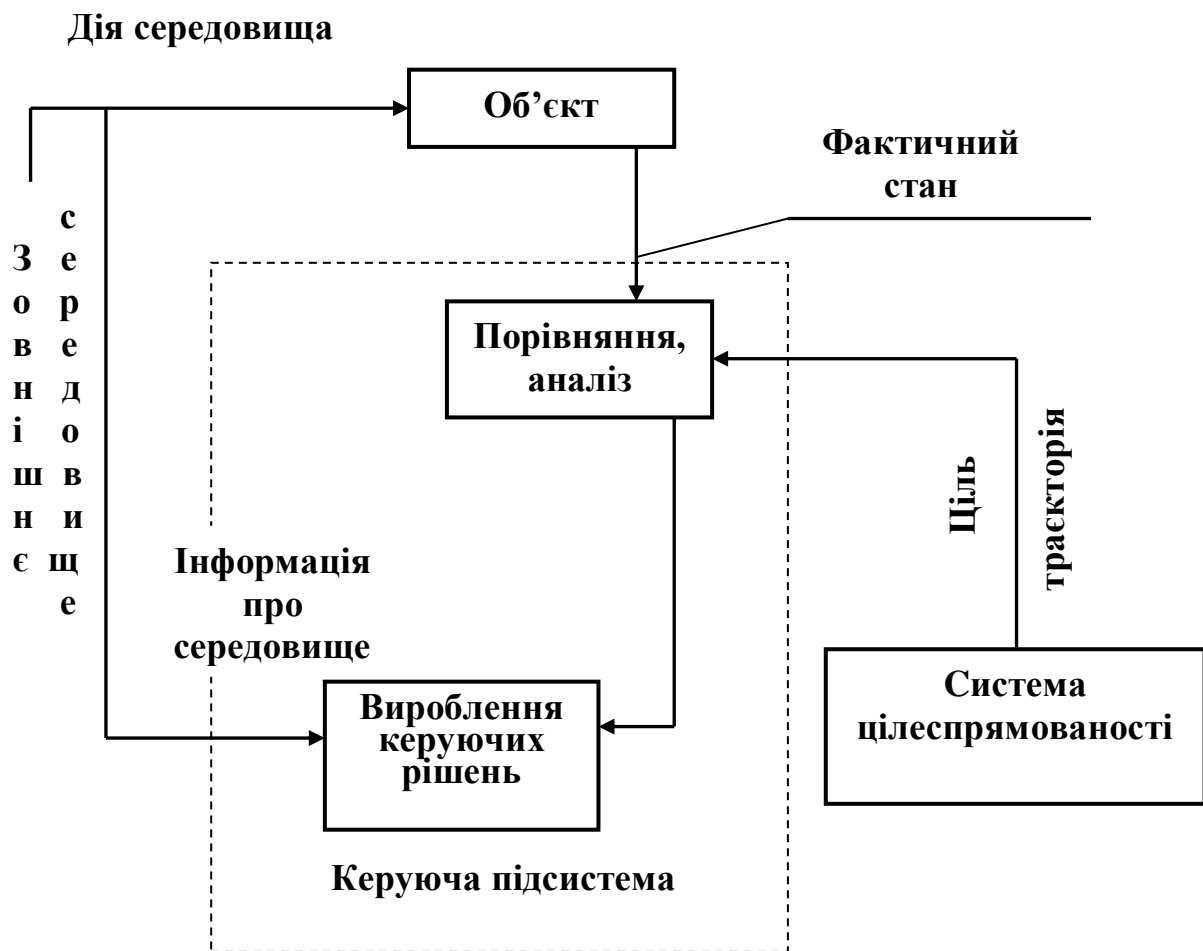 Дія середовища
Об’єкт
Фактичний
стан
Зовнішнє
середовище
Порівняння,
аналіз
Ціль
траєкторія
Інформація
про
середовище
Вироблення
керуючих
рішень
Система
цілеспрямованості
Керуюча підсистема